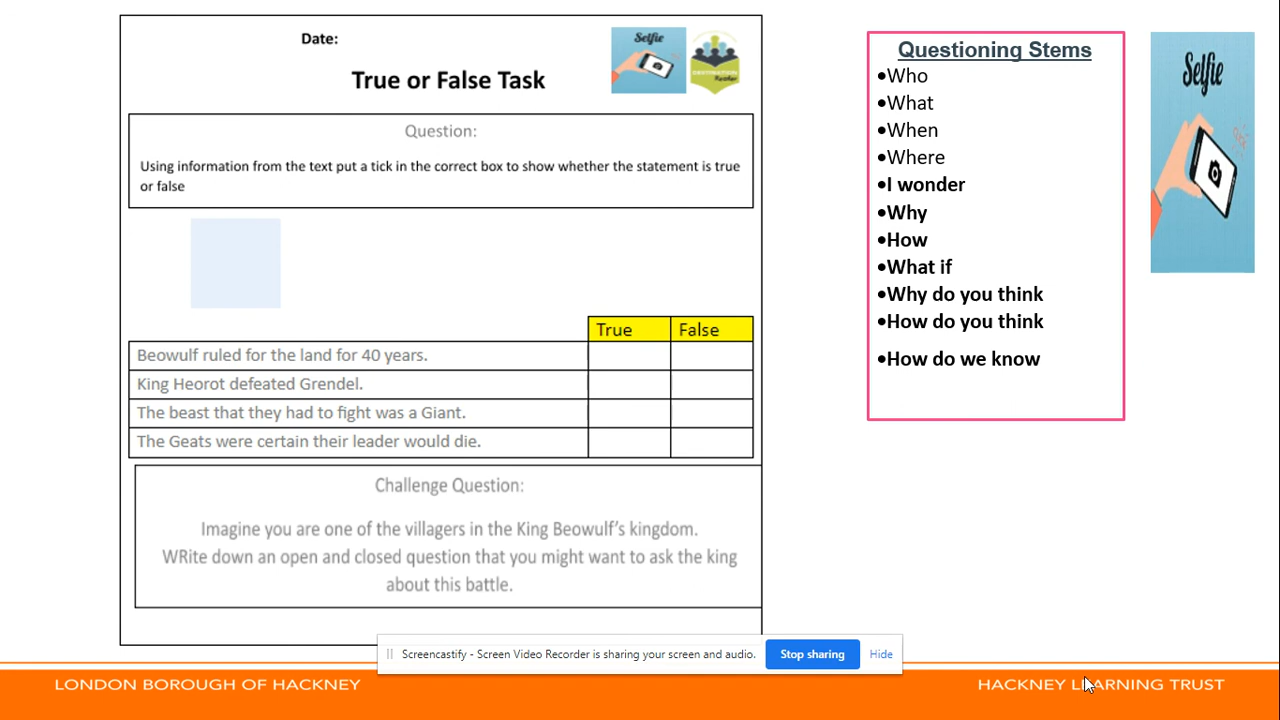 Date:
Selfie
DESTINATION
Reader
True or False Task
Question:
Using information from the text put a tick in the correct box to show whether the statement is true
or false
True False
Beowulf ruled for the land for 40 years.
King Heorot defeated Grendel.
The beast that they had to fight was a Giant.
The Geats were certain their leader would die.
Challenge Question:
Imagine you are one of the villagers in the King Beowulf's kingdom.
WRite down an open and closed question that you might want to ask the king
about this battle.
Questioning Stems
•Who
•What
•When
•Where
•I wonder
•Why
•How
•What if
•Why do you think
•How do you think
•How do we know
Selfie
Screencastify - Screen Video Recorder is sharing your screen and audio. Stop sharing Hide
LONDON BOROUGH OF HACKNEY
HACKNEY LEARNING TRUST